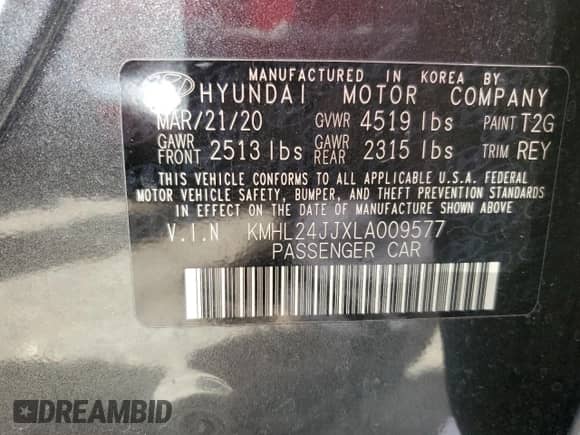 MANUFACTURED IN KOREA BY
HYUNDAI MOTOR COMPANY
MAR/21/20 GVWR 4519 lbs PAINT T2G
GAWR FRONT 2513 lbs GAWR REAR 2315 lbs TRIM REY
THIS VEHICLE CONFORMS TO ALL APPLICABLE U.S.A. FEDERAL
MOTOR VEHICLE SAFETY, BUMPER, AND THEFT PREVENTION STANDARDS
IN EFFECT ON THE DATE OF MANUFACTURE SHOWN ABOVE.
V.I.N KMHL24JJXLA009577
PASSENGER CAR
DREAMBID